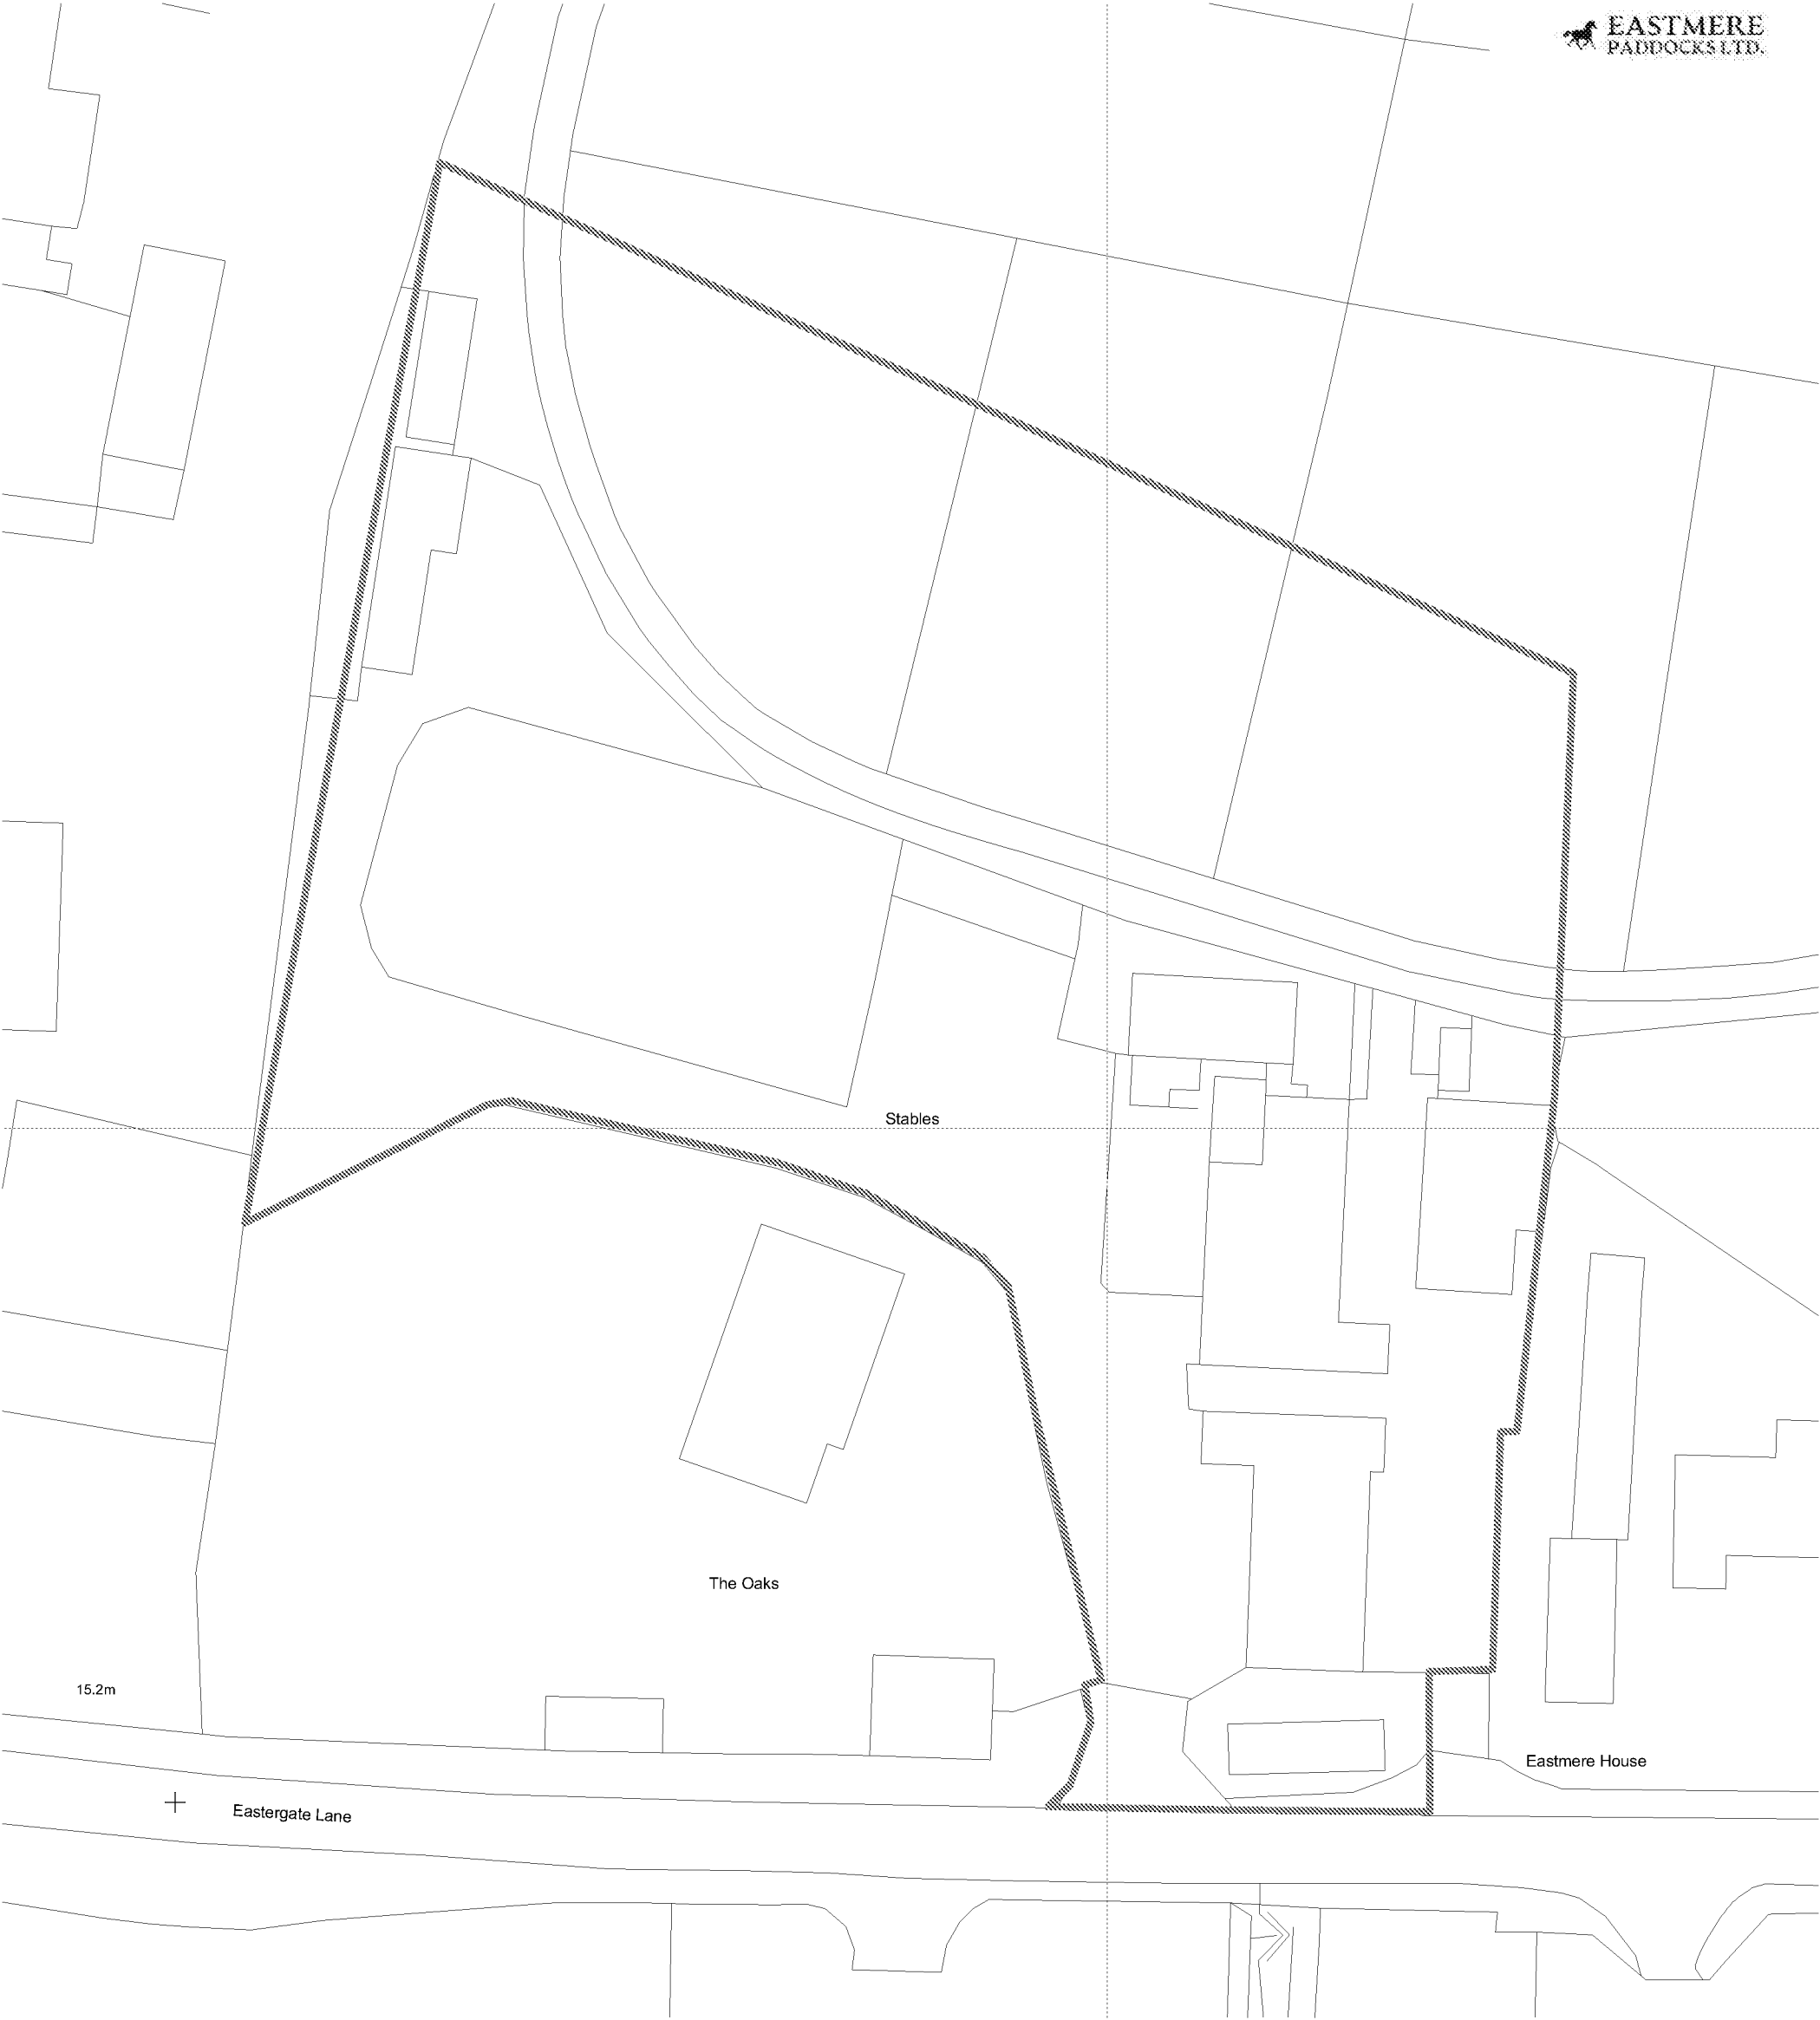 EASTMERE
PADDOCKS LTD.
Stables
The Oaks
15.2m
Eastmere House
Eastergate Lane